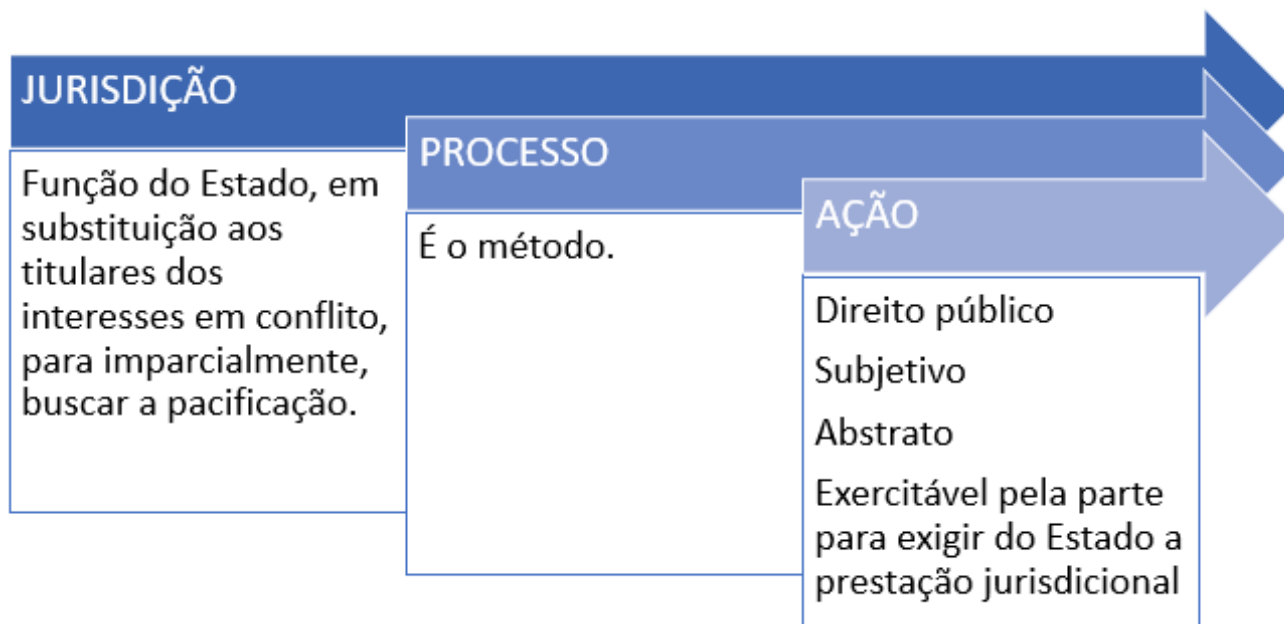 JURISDIÇÃO
Função do Estado, em
substituição aos
titulares dos
interesses em conflito,
para imparcialmente,
buscar a pacificação.
PROCESSO
É o método.
AÇÃO
Direito público
Subjetivo
Abstrato
Exercitável pela parte
para exigir do Estado a
prestação jurisdicional